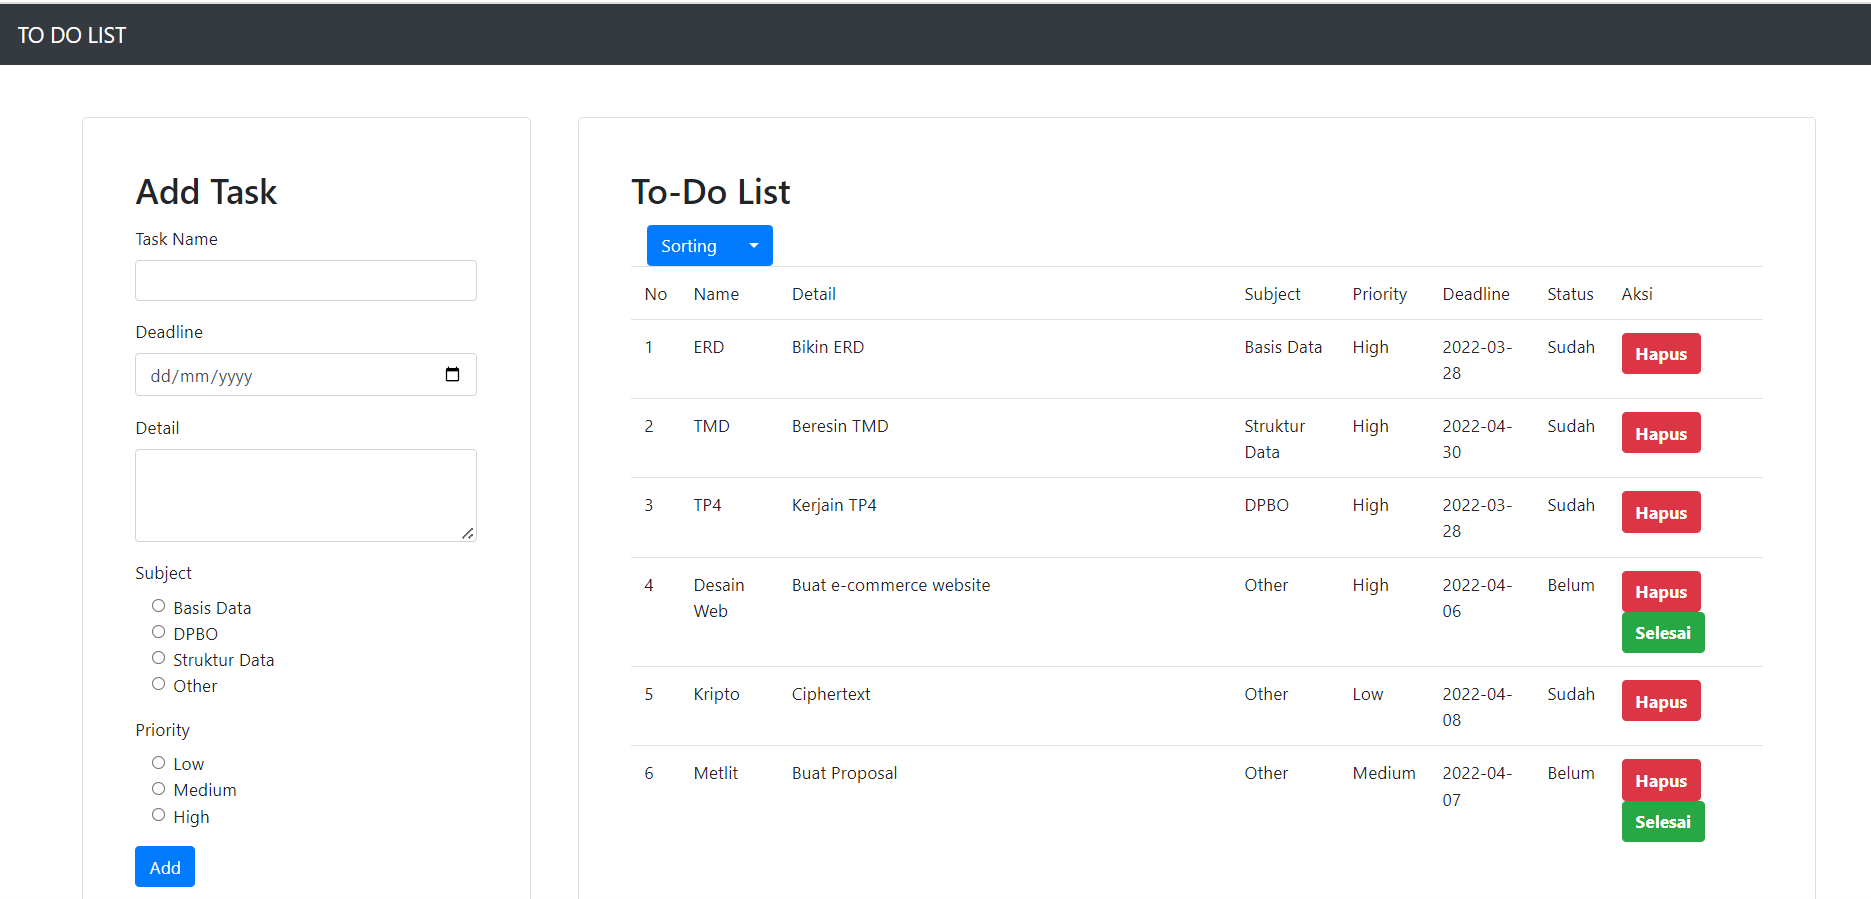 TO DO LIST
Add Task
Task Name
Deadline
dd/mm/yyyy
Detail
Subject
Basis Data
DPBO
Struktur Data
Other
Priority
Low
Medium
High
Add
To-Do List
Sorting
No Name Detail Subject Priority Deadline Status Aksi
1 ERD Bikin ERD Basis Data High 2022-03- Sudah Hapus
28
2 TMD Beresin TMD Struktur High 2022-04- Sudah Hapus
Data 30
3 TP4 Kerjain TP4 DPBO High 2022-03- Sudah Hapus
28
4 Desain Buat e-commerce website Other High 2022-04- Belum Hapus
Web 06 Selesai
5 Kripto Ciphertext Other Low 2022-04- Sudah Hapus
08
6 Metlit Buat Proposal Other Medium 2022-04- Belum Hapus
07 Selesai